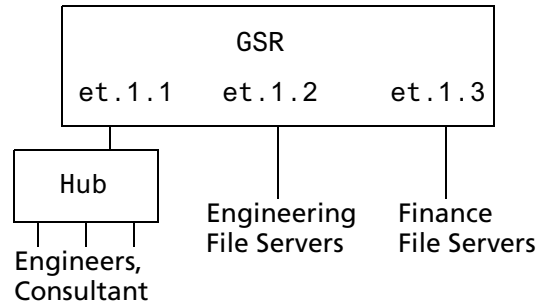 GSR
et.1.1 et.1.2 et.1.3
Hub
Engineering File Servers
Finance File Servers
Engineers,
Consultant